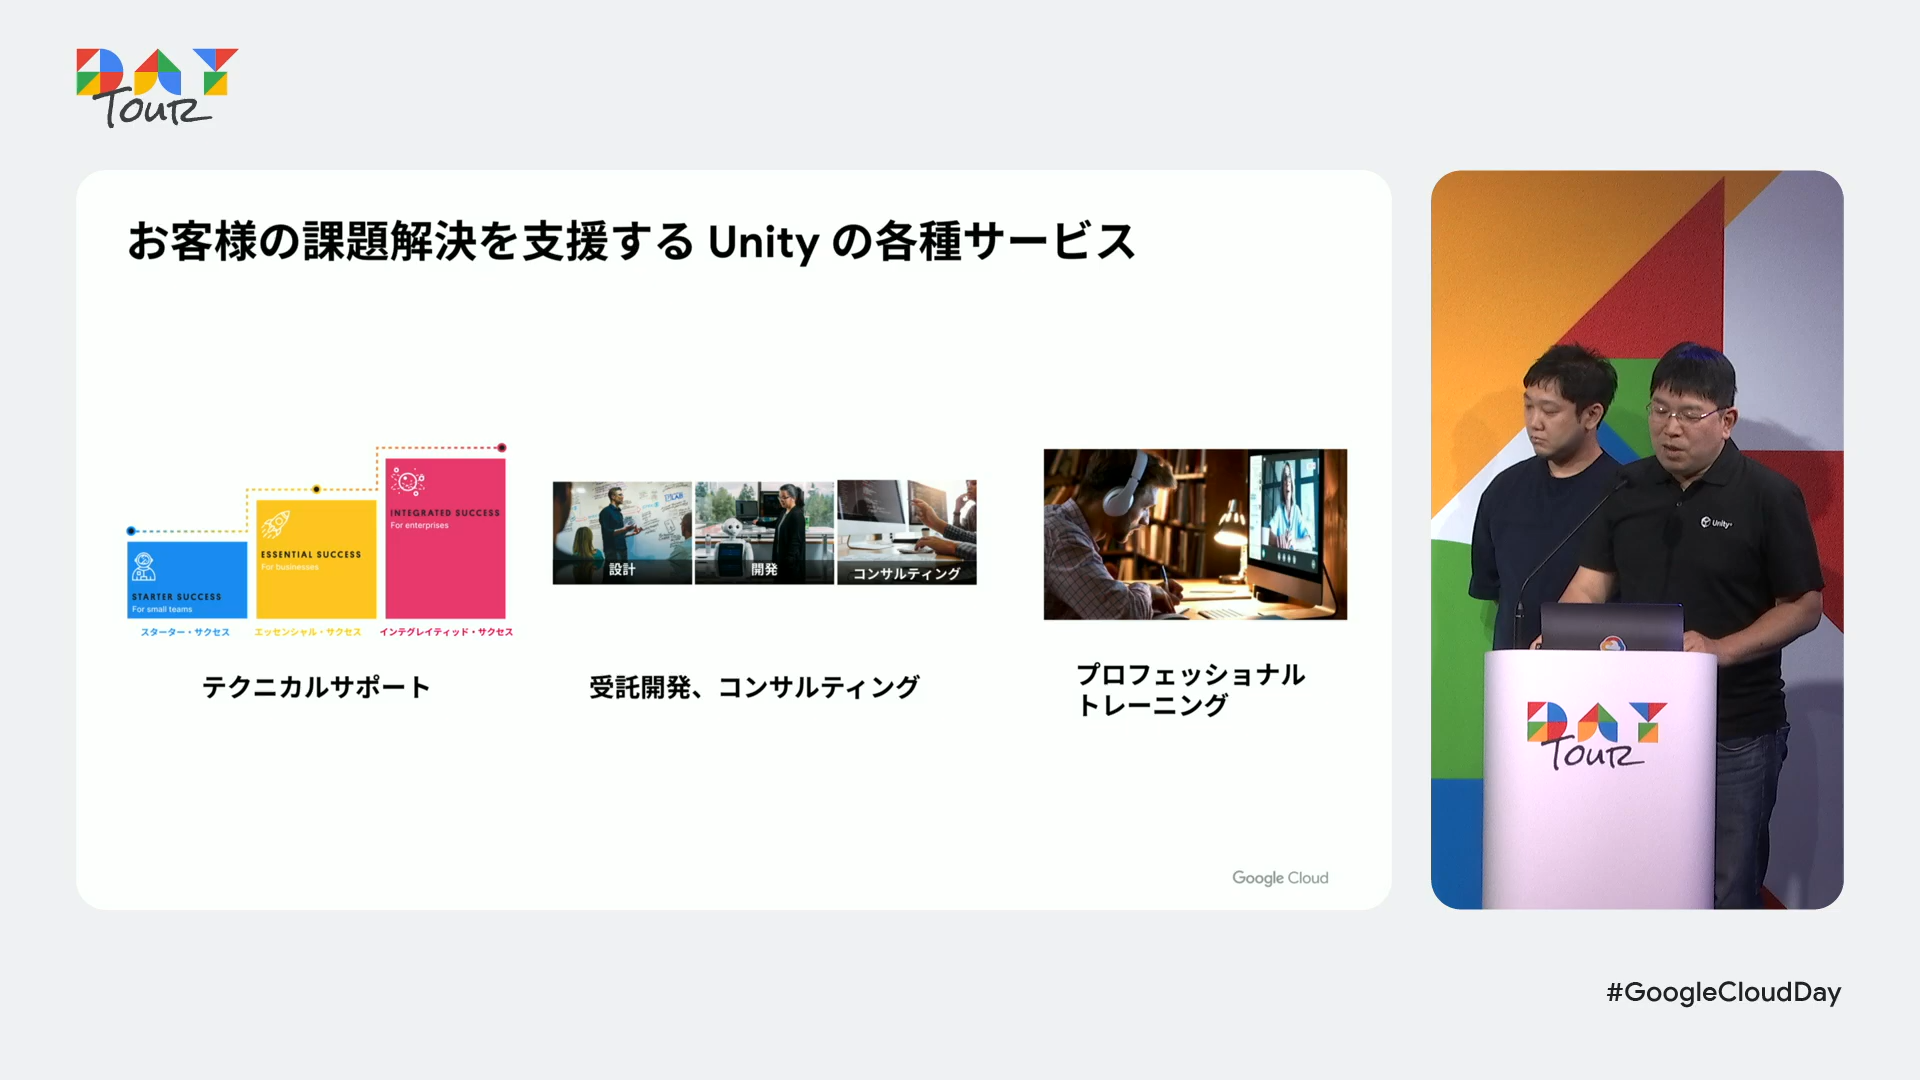 DAY
Tour
お客様の課題解決を支援する Unity の各種サービス
STARTER SUCCESS
For small teams
スターター・サクセス
ESSENTIAL SUCCESS
For businesses
エッセンシャル・サクセス
INTEGRATED SUCCESS
For enterprises
インテグレイティッド・サクセス
テクニカルサポート
設計
開発
コンサルティング
受託開発、コンサルティング
プロフェッショナル
トレーニング
Google Cloud
Unity
DAY
Tour
#GoogleCloudDay